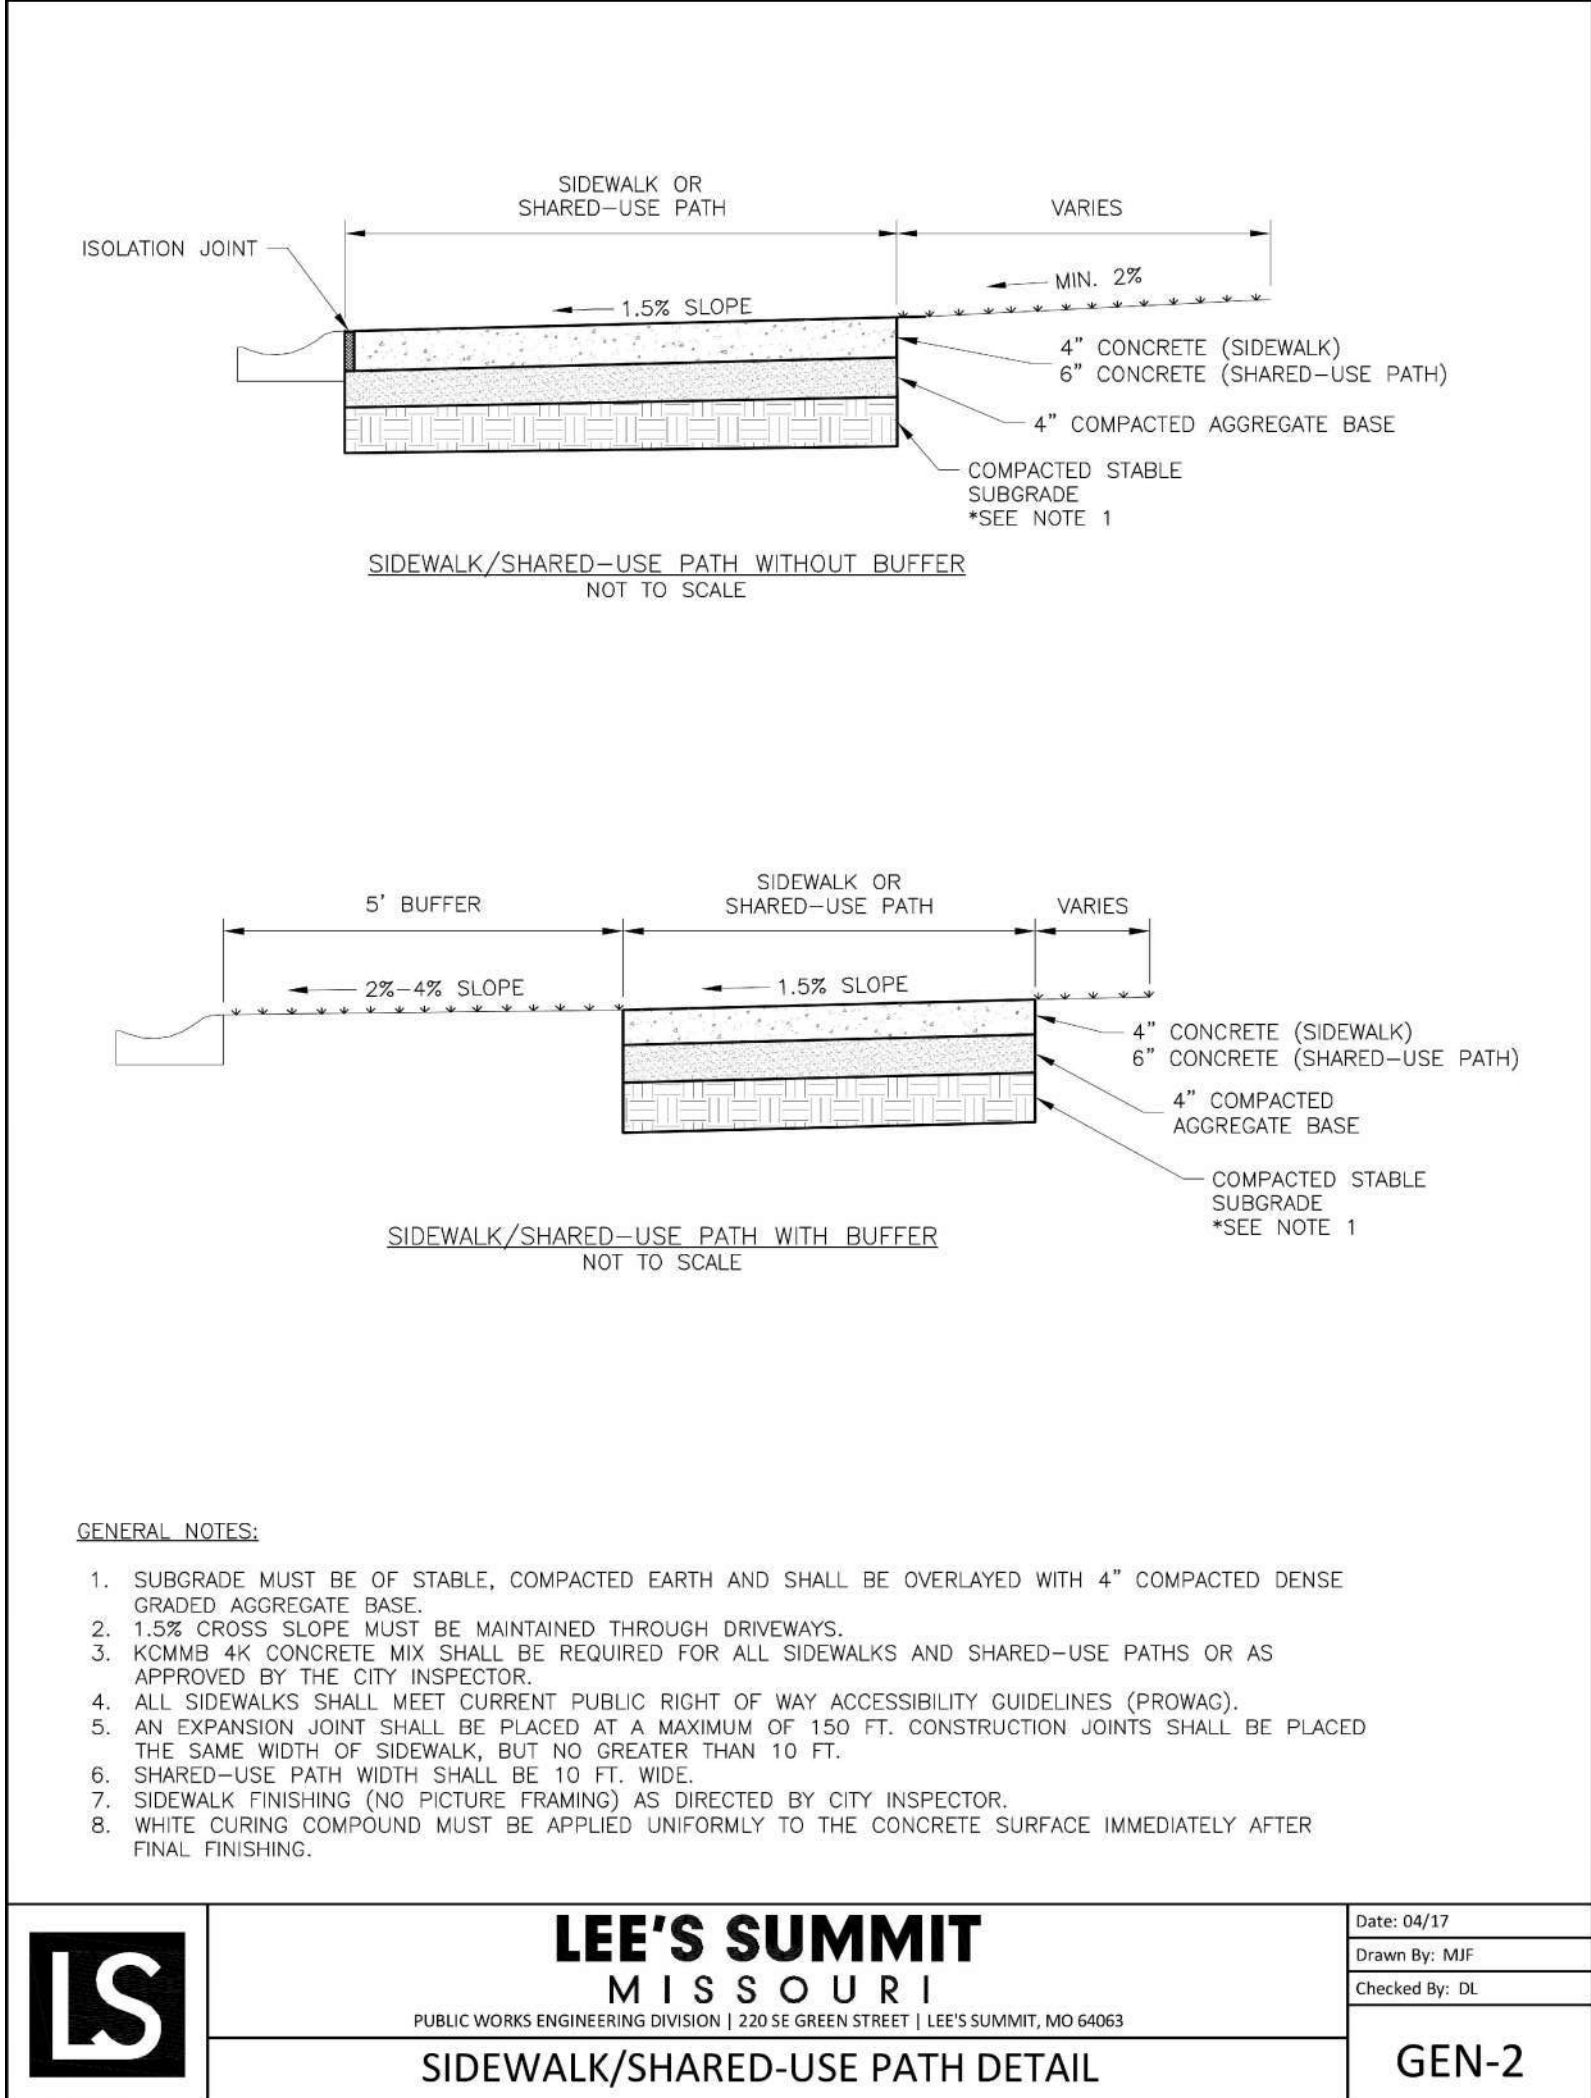 SIDEWALK OR
SHARED-USE PATH
VARIES
ISOLATION JOINT
MIN. 2%
1.5% SLOPE
4" CONCRETE (SIDEWALK)
6" CONCRETE (SHARED-USE PATH)
4" COMPACTED AGGREGATE BASE
COMPACTED STABLE
SUBGRADE
*SEE NOTE 1
SIDEWALK/SHARED-USE PATH WITHOUT BUFFER
NOT TO SCALE
5' BUFFER
SIDEWALK OR
SHARED-USE PATH
VARIES
2%-4% SLOPE
1.5% SLOPE
4" CONCRETE (SIDEWALK)
6" CONCRETE (SHARED-USE PATH)
4" COMPACTED
AGGREGATE BASE
COMPACTED STABLE
SUBGRADE
*SEE NOTE 1
SIDEWALK/SHARED-USE PATH WITH BUFFER
NOT TO SCALE
GENERAL NOTES:
1. SUBGRADE MUST BE OF STABLE, COMPACTED EARTH AND SHALL BE OVERLAYED WITH 4" COMPACTED DENSE
GRADED AGGREGATE BASE.
2. 1.5% CROSS SLOPE MUST BE MAINTAINED THROUGH DRIVEWAYS.
3. KCMMB 4K CONCRETE MIX SHALL BE REQUIRED FOR ALL SIDEWALKS AND SHARED-USE PATHS OR AS
APPROVED BY THE CITY INSPECTOR.
4. ALL SIDEWALKS SHALL MEET CURRENT PUBLIC RIGHT OF WAY ACCESSIBILITY GUIDELINES (PROWAG).
5. AN EXPANSION JOINT SHALL BE PLACED AT A MAXIMUM OF 150 FT. CONSTRUCTION JOINTS SHALL BE PLACED
THE SAME WIDTH OF SIDEWALK, BUT NO GREATER THAN 10 FT.
6. SHARED-USE PATH WIDTH SHALL BE 10 FT. WIDE.
7. SIDEWALK FINISHING (NO PICTURE FRAMING) AS DIRECTED BY CITY INSPECTOR.
8. WHITE CURING COMPOUND MUST BE APPLIED UNIFORMLY TO THE CONCRETE SURFACE IMMEDIATELY AFTER
FINAL FINISHING.
LS
LEE'S SUMMIT
MISSOURI
PUBLIC WORKS ENGINEERING DIVISION | 220 SE GREEN STREET | LEE'S SUMMIT, MO 64063
SIDEWALK/SHARED-USE PATH DETAIL
Date: 04/17
Drawn By: MJF
Checked By: DL
GEN-2